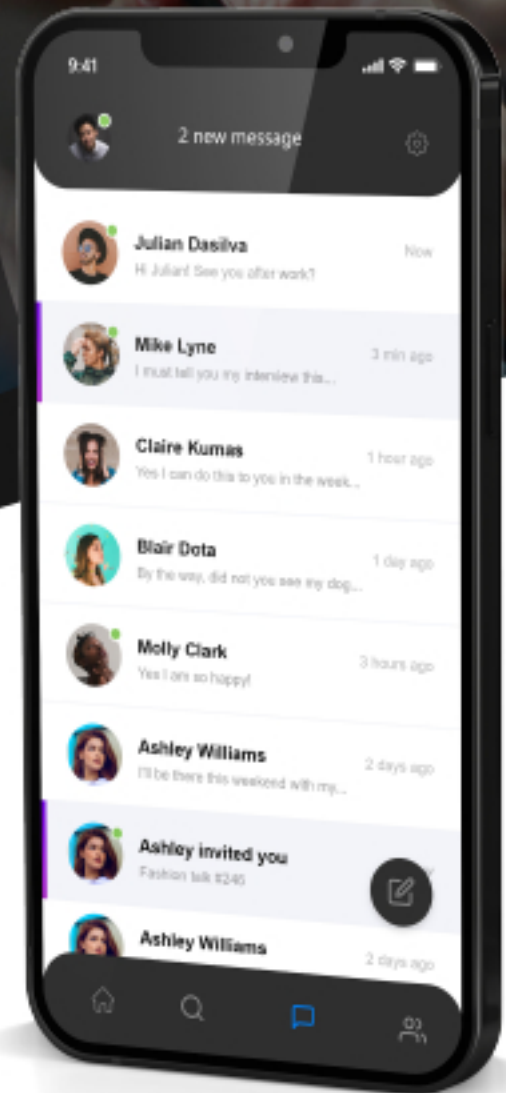 9:41
2 new message
Julian Dasilva
Now
Hi Julian! See you after work?
Mike Lyne
3 min ago
I must tell you my interview this...
Claire Kumas
1 hour ago
Yes I can do this to you in the week...
Blair Dota
1 day ago
By the way, did not you see my dog...
Molly Clark
3 hours ago
Yes I am so happy!
Ashley Williams
2 days ago
I'll be there this weekend with my...
Ashley invited you
Fashion talk #246
Ashley Williams
2 days ago